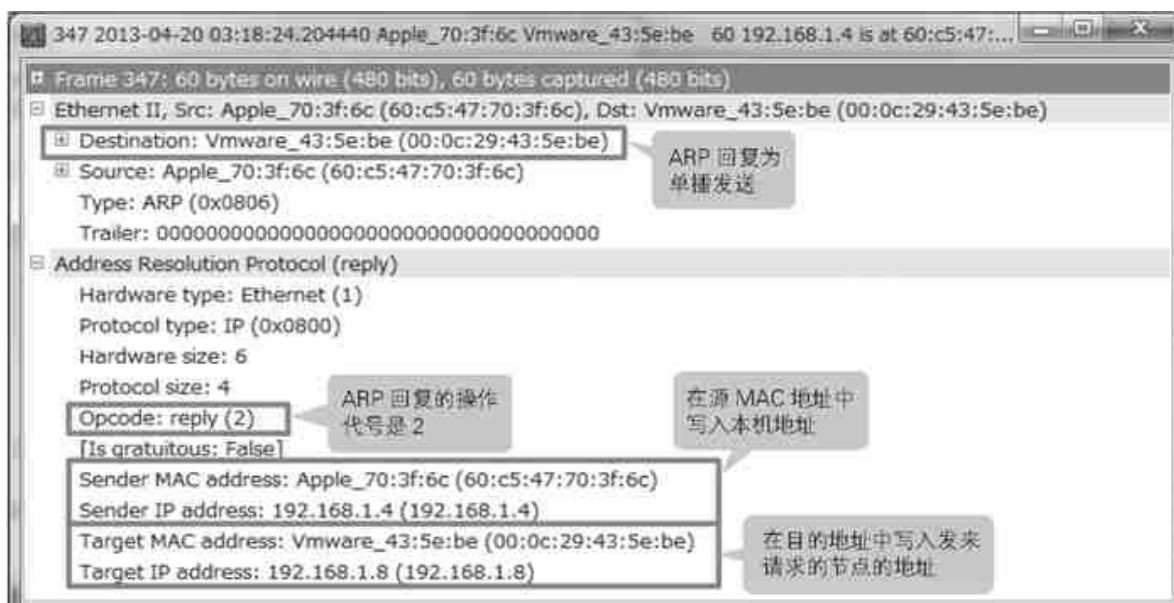 347 2013-04-20 03:18:24.204440 Apple_70:3f:6c Vmware_43:5e:be 60 192.168.1.4 is at 60:c5:47:...
Frame 347: 60 bytes on wire (480 bits), 60 bytes captured (480 bits)
Ethernet II, Src: Apple_70:3f:6c (60:c5:47:70:3f:6c), Dst: Vmware_43:5e:be (00:0c:29:43:5e:be)
Destination: Vmware_43:5e:be (00:0c:29:43:5e:be)
ARP 回复为
单播发送
Source: Apple_70:3f:6c (60:c5:47:70:3f:6c)
Type: ARP (0x0806)
Trailer: 000000000000000000000000000000000000
Address Resolution Protocol (reply)
Hardware type: Ethernet (1)
Protocol type: IP (0x0800)
Hardware size: 6
Protocol size: 4
Opcode: reply (2)
ARP 回复的操作
代号是 2
在源 MAC 地址中
写入本机地址
[Is gratuitous: False]
Sender MAC address: Apple_70:3f:6c (60:c5:47:70:3f:6c)
Sender IP address: 192.168.1.4 (192.168.1.4)
Target MAC address: Vmware_43:5e:be (00:0c:29:43:5e:be)
Target IP address: 192.168.1.8 (192.168.1.8)
在目的地址中写入发来
请求的节点的地址